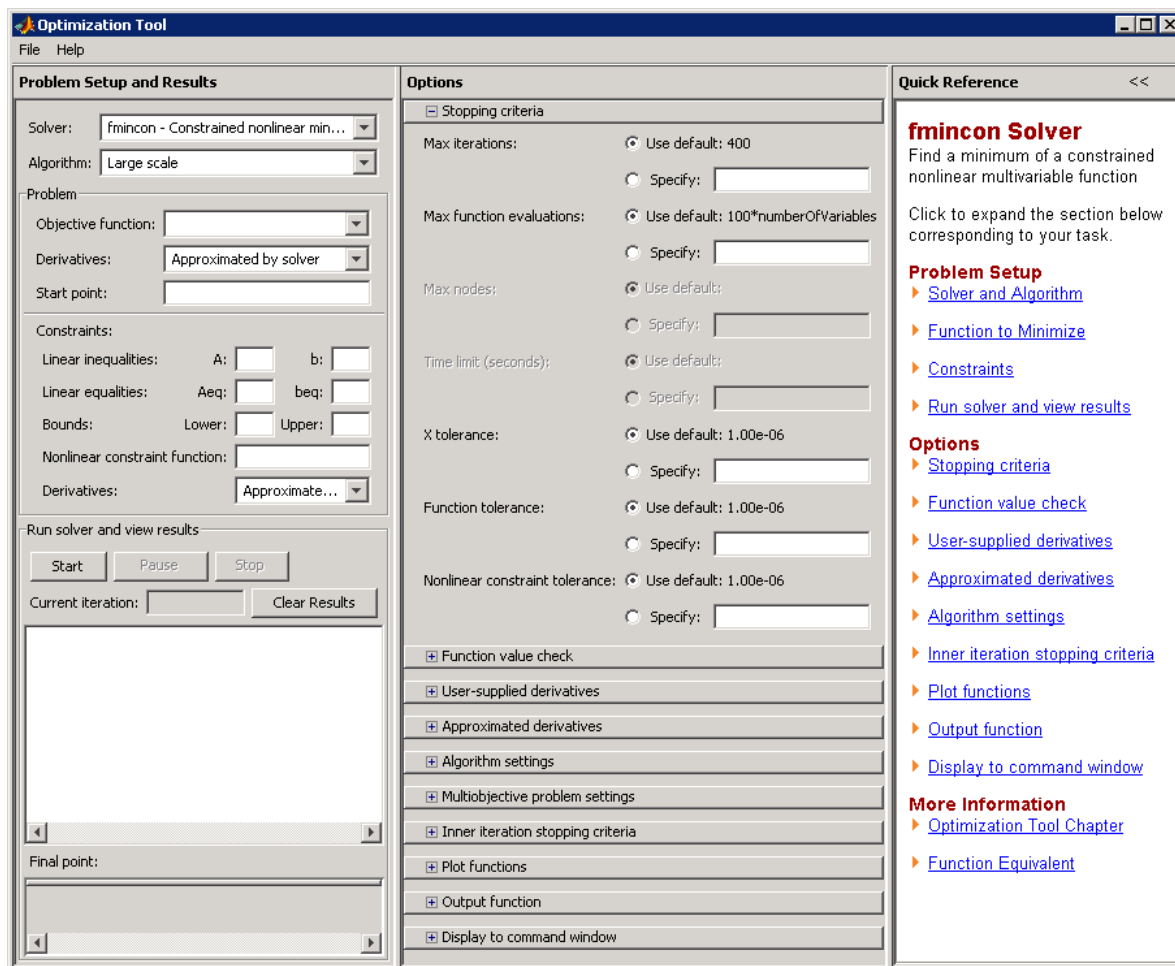 Optimization Tool
File Help
Problem Setup and Results
Solver: fmincon - Constrained nonlinear min...
Algorithm: Large scale
Problem
Objective function:
Derivatives: Approximated by solver
Start point:
Constraints:
Linear inequalities: A: b:
Linear equalities: Aeq: beq:
Bounds: Lower: Upper:
Nonlinear constraint function:
Derivatives: Approximate...
Run solver and view results
Start Pause Stop
Current iteration: Clear Results
Final point:
Options
Stopping criteria
Max iterations: Use default: 400
Specify:
Max function evaluations: Use default: 100*numberOfVariables
Specify:
Max nodes: Use default:
Specify:
Time limit (seconds): Use default:
Specify:
X tolerance: Use default: 1.00e-06
Specify:
Function tolerance: Use default: 1.00e-06
Specify:
Nonlinear constraint tolerance: Use default: 1.00e-06
Specify:
Function value check
User-supplied derivatives
Approximated derivatives
Algorithm settings
Multiobjective problem settings
Inner iteration stopping criteria
Plot functions
Output function
Display to command window
Quick Reference <<
fmincon Solver
Find a minimum of a constrained
nonlinear multivariable function
Click to expand the section below
corresponding to your task.
Problem Setup
Solver and Algorithm
Function to Minimize
Constraints
Run solver and view results
Options
Stopping criteria
Function value check
User-supplied derivatives
Approximated derivatives
Algorithm settings
Inner iteration stopping criteria
Plot functions
Output function
Display to command window
More Information
Optimization Tool Chapter
Function Equivalent